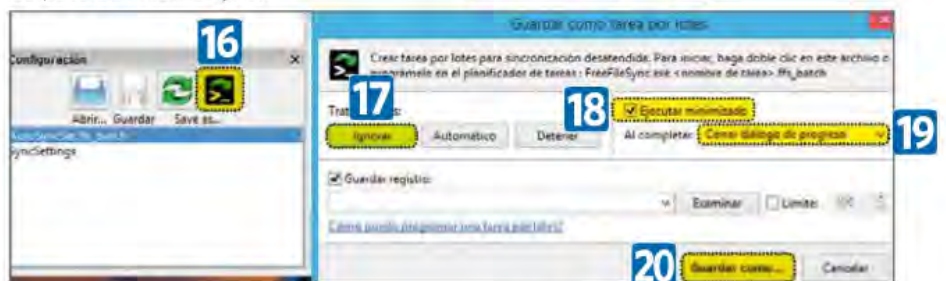 16
Configuración
×
Abrir... Guardar Save as...
SyncSettings
Guardar como tarea por lotes
Crear tarea por lotes para sincronización desatendida. Para iniciar, haga doble clic en este archivo o
prográmelo en el planificador de tareas: FreeFileSync.exe <nombre de tarea>.ffs_batch
17
18
Ejecutar minimizado
Ignorar
Automático
Detener
Al completar:
Cerrar diálogo de progreso
19
Guardar registro:
Examinar
Límite:
¿Cómo puedo programar una tarea por lotes?
20
Guardar como...
Cancelar